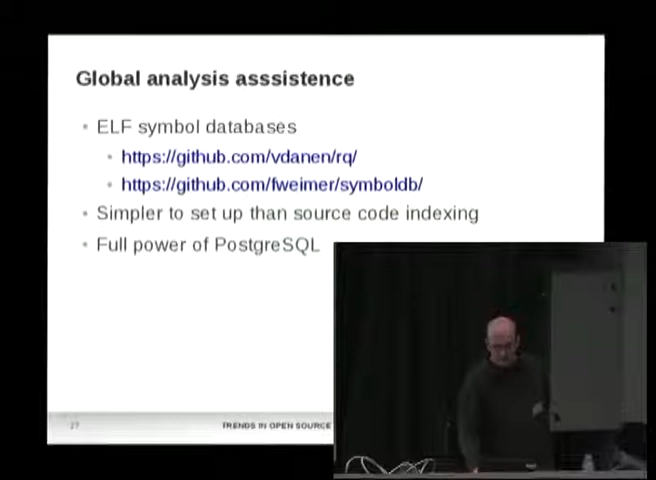 Global analysis asssistence
ELF symbol databases
https://github.com/vdanen/rq/
https://github.com/fweimer/symboldb/
Simpler to set up than source code indexing
Full power of PostgreSQL
27
TRENDS IN OPEN SOURCE